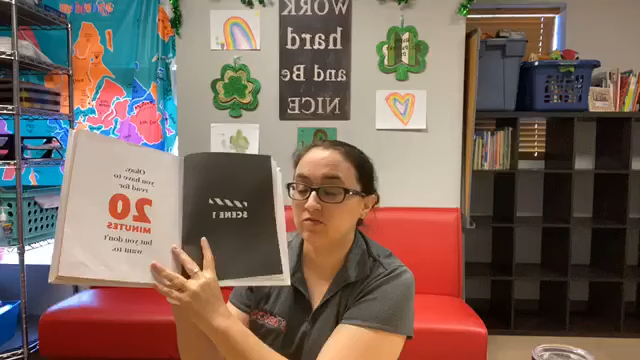 WORK
hard
and Be
NICE
Okay,
you have to
read for
20
MINUTES
but you don't
want to.
SCENE 1